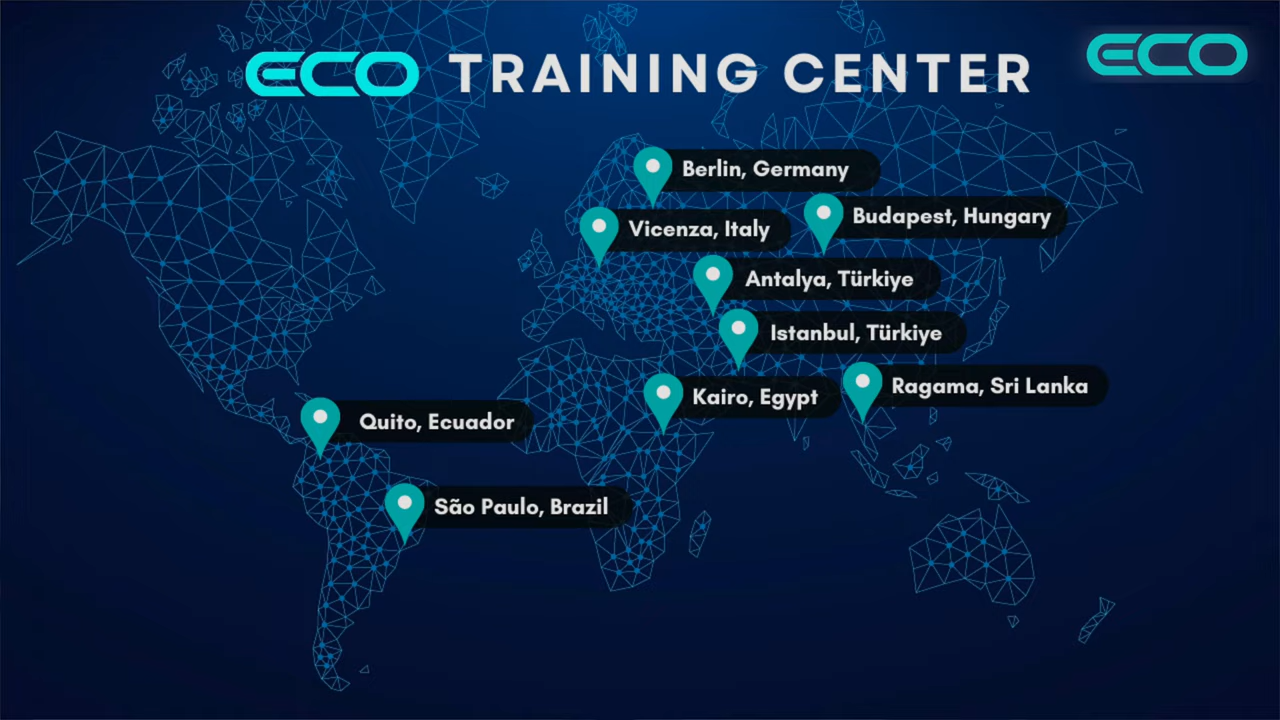 ECO TRAINING CENTER
ECO
Berlin, Germany
Budapest, Hungary
Vicenza, Italy
Antalya, Türkiye
Istanbul, Türkiye
Ragama, Sri Lanka
Kairo, Egypt
Quito, Ecuador
São Paulo, Brazil